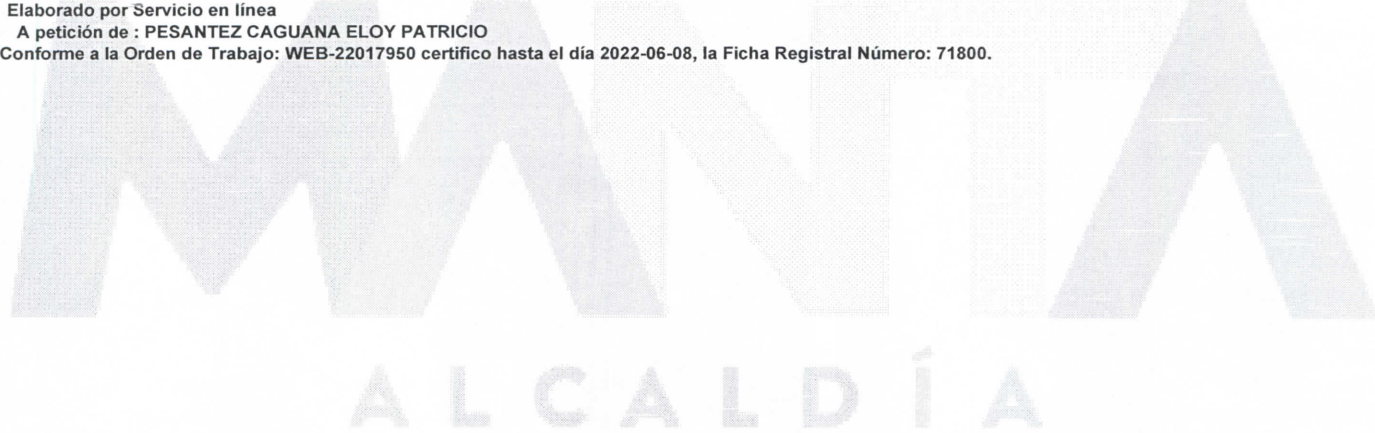 Elaborado por Servicio en línea
A petición de : PESANTEZ CAGUANA ELOY PATRICIO
Conforme a la Orden de Trabajo: WEB-22017950 certifico hasta el día 2022-06-08, la Ficha Registral Número: 71800.
MANTA
ALCALDÍA